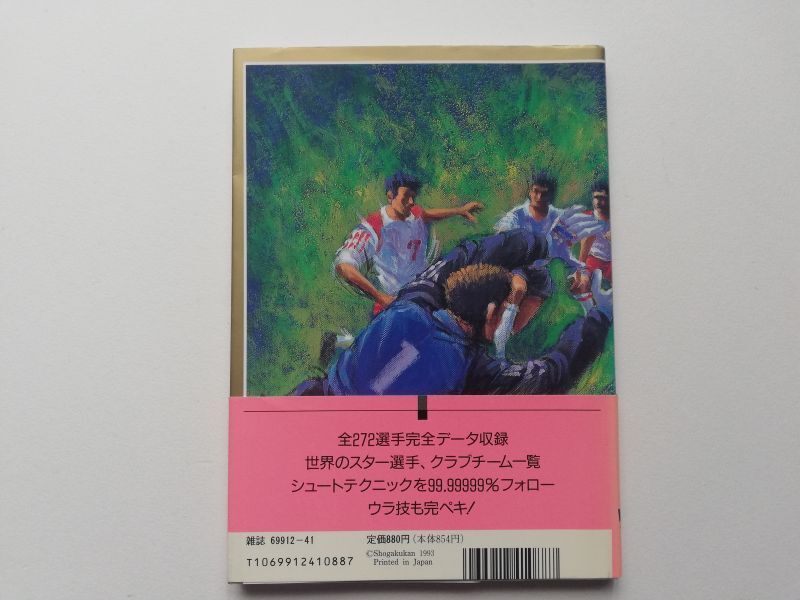 7
1
全272選手完全データ収録
世界のスター選手、クラブチーム一覧
シュートテクニックを99.99999%フォロー
ウラ技も完ペキ!
雑誌 69912-41
定価880円(本体854円)
T1069912410887
©Shogakukan 1993
Printed in Japan